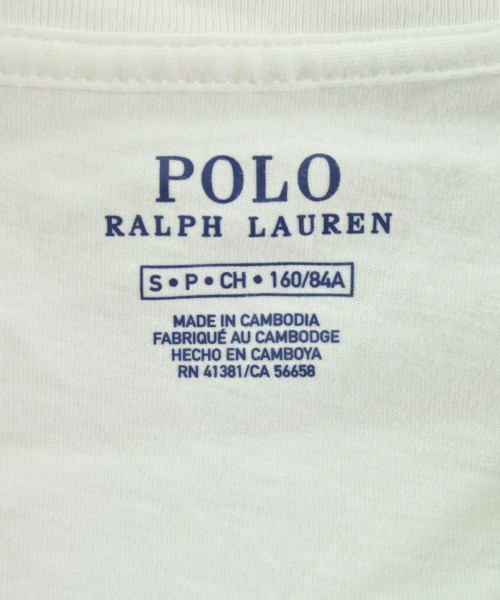 POLO
RALPH LAUREN
S • P • CH • 160/84A
MADE IN CAMBODIA
FABRIQUÉ AU CAMBODGE
HECHO EN CAMBOYA
RN 41381/CA 56658